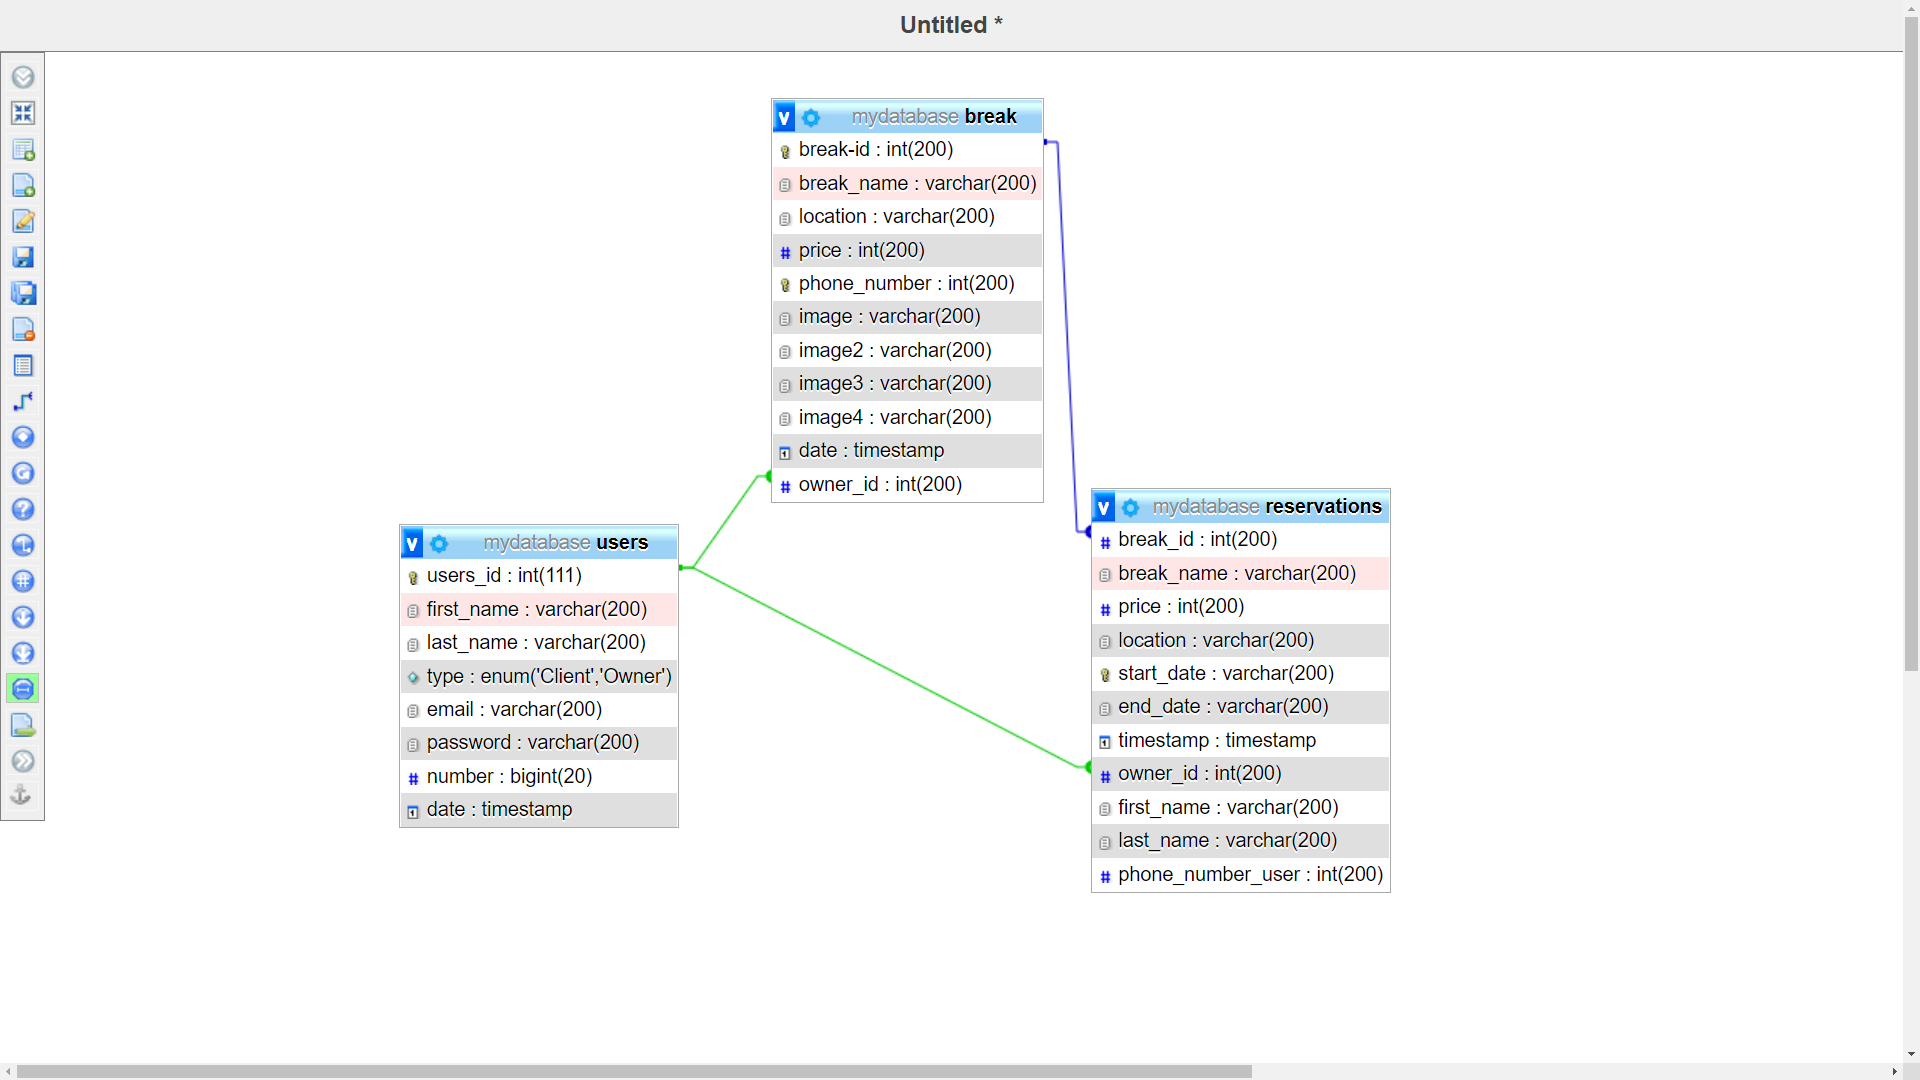 Untitled *
mydatabase break
break-id : int(200)
break_name : varchar(200)
location : varchar(200)
price : int(200)
phone_number : int(200)
image : varchar(200)
image2 : varchar(200)
image3 : varchar(200)
image4 : varchar(200)
date : timestamp
owner_id : int(200)
mydatabase users
users_id : int(111)
first_name : varchar(200)
last_name : varchar(200)
type : enum('Client','Owner')
email : varchar(200)
password : varchar(200)
number : bigint(20)
date : timestamp
mydatabase reservations
break_id : int(200)
break_name : varchar(200)
price : int(200)
location : varchar(200)
start_date : varchar(200)
end_date : varchar(200)
timestamp : timestamp
owner_id : int(200)
first_name : varchar(200)
last_name : varchar(200)
phone_number_user : int(200)